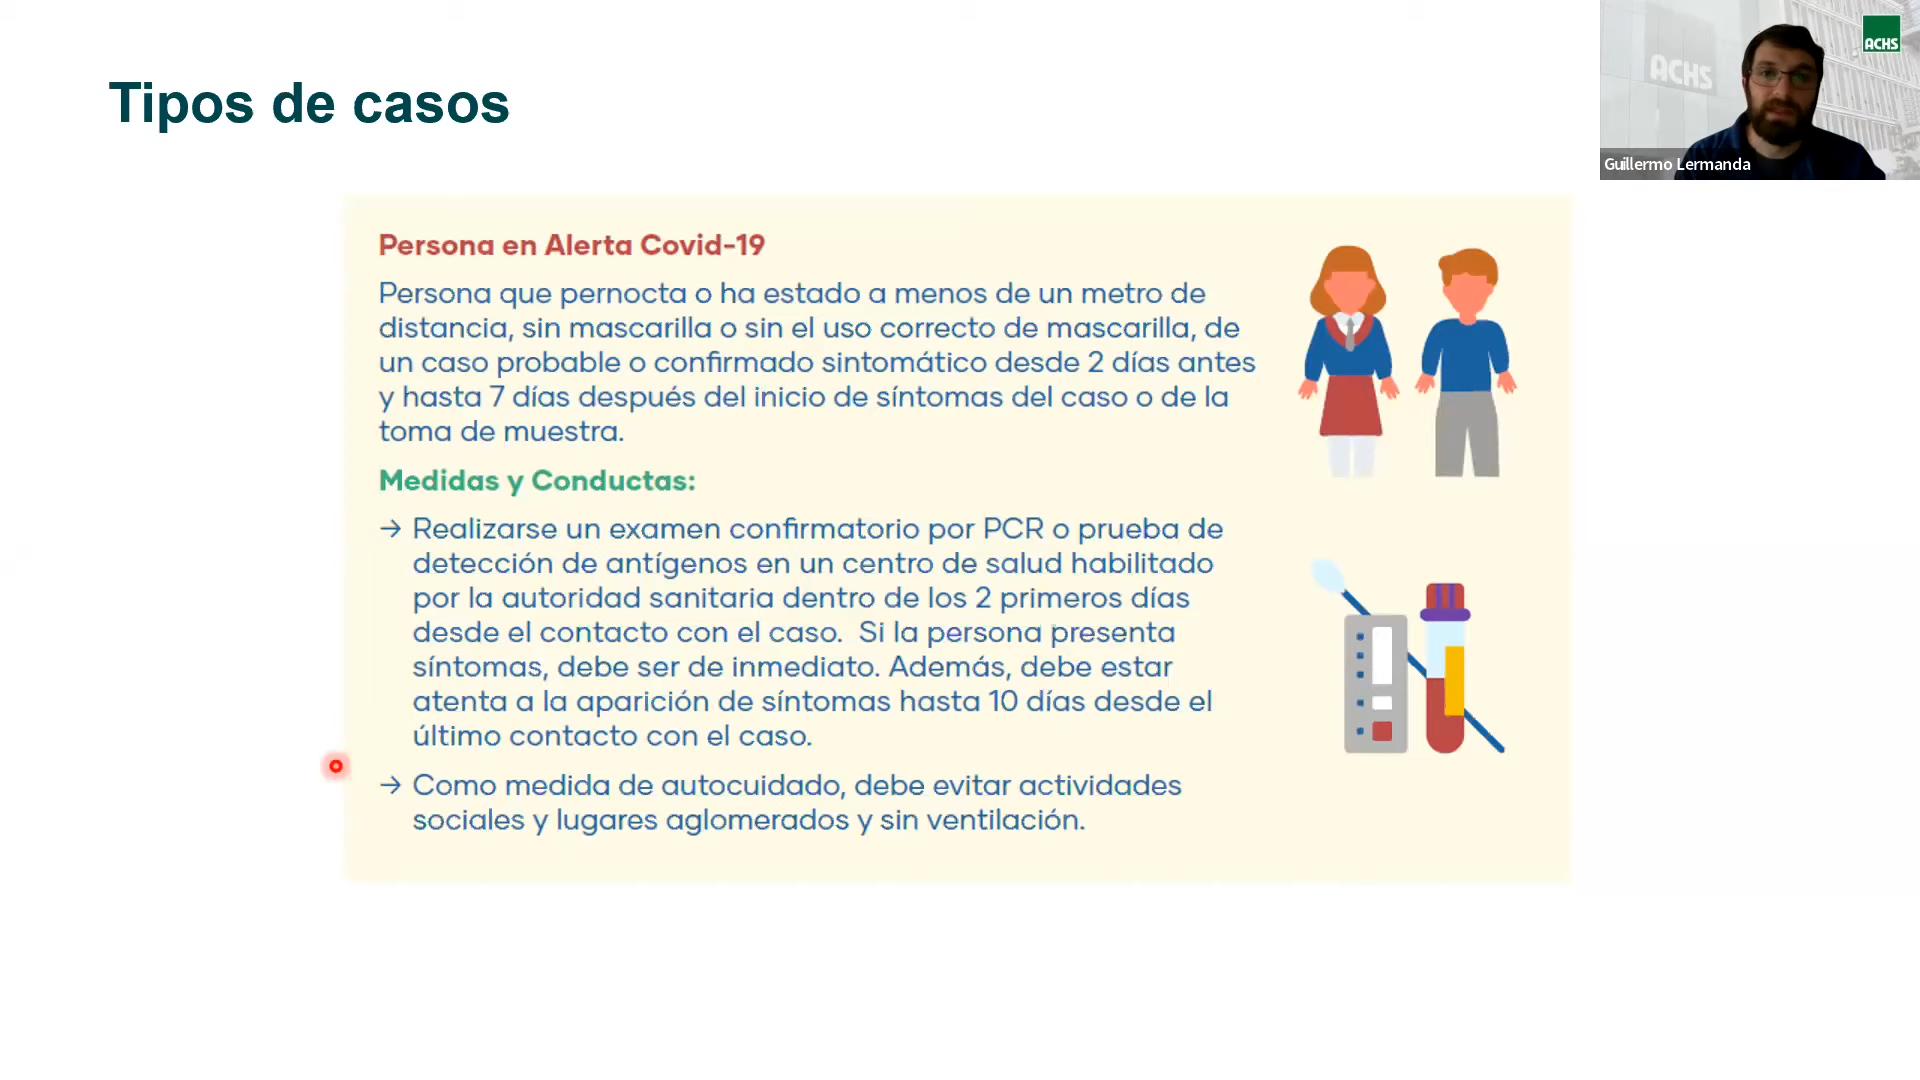 Tipos de casos
ACHS
ACHS
Guillermo Lermanda
Persona en Alerta Covid-19
Persona que pernocta o ha estado a menos de un metro de
distancia, sin mascarilla o sin el uso correcto de mascarilla, de
un caso probable o confirmado sintomático desde 2 días antes
y hasta 7 días después del inicio de síntomas del caso o de la
toma de muestra.
Medidas y Conductas:
→ Realizarse un examen confirmatorio por PCR o prueba de
detección de antígenos en un centro de salud habilitado
por la autoridad sanitaria dentro de los 2 primeros días
desde el contacto con el caso.  Si la persona presenta
síntomas, debe ser de inmediato. Además, debe estar
atenta a la aparición de síntomas hasta 10 días desde el
último contacto con el caso.
→ Como medida de autocuidado, debe evitar actividades
sociales y lugares aglomerados y sin ventilación.